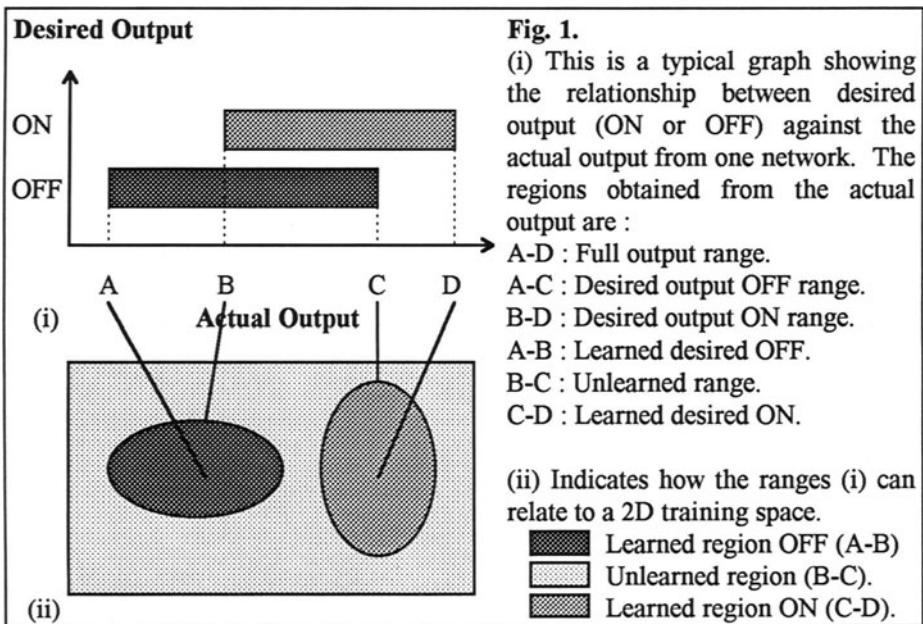 Desired Output
ON
OFF
A B C D
(i) Actual Output
(ii)
Fig. 1.
(i) This is a typical graph showing
the relationship between desired
output (ON or OFF) against the
actual output from one network. The
regions obtained from the actual
output are :
A-D : Full output range.
A-C : Desired output OFF range.
B-D : Desired output ON range.
A-B : Learned desired OFF.
B-C : Unlearned range.
C-D : Learned desired ON.
(ii) Indicates how the ranges (i) can
relate to a 2D training space.
Learned region OFF (A-B)
Unlearned region (B-C).
Learned region ON (C-D).